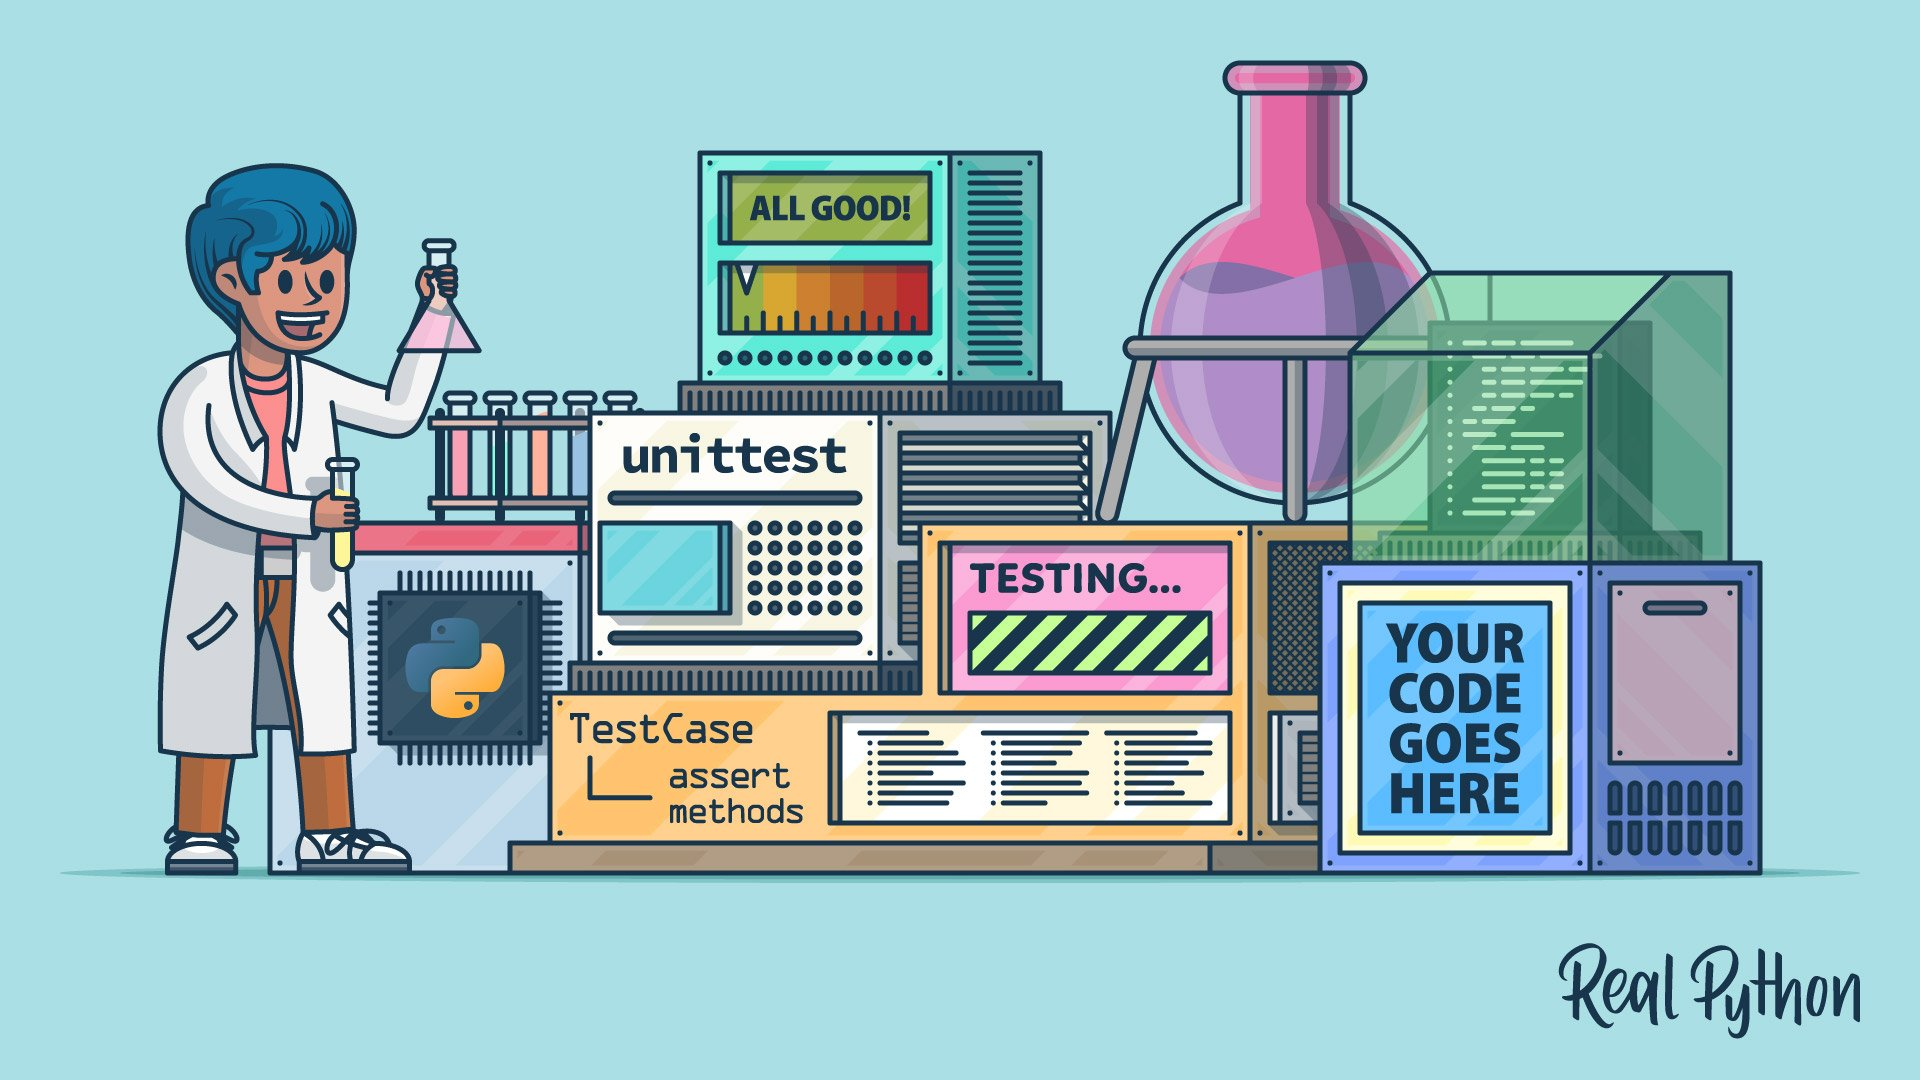 ALL GOOD!
unittest
TESTING...
TestCase
assert
methods
YOUR
CODE
GOES
HERE
Real Python